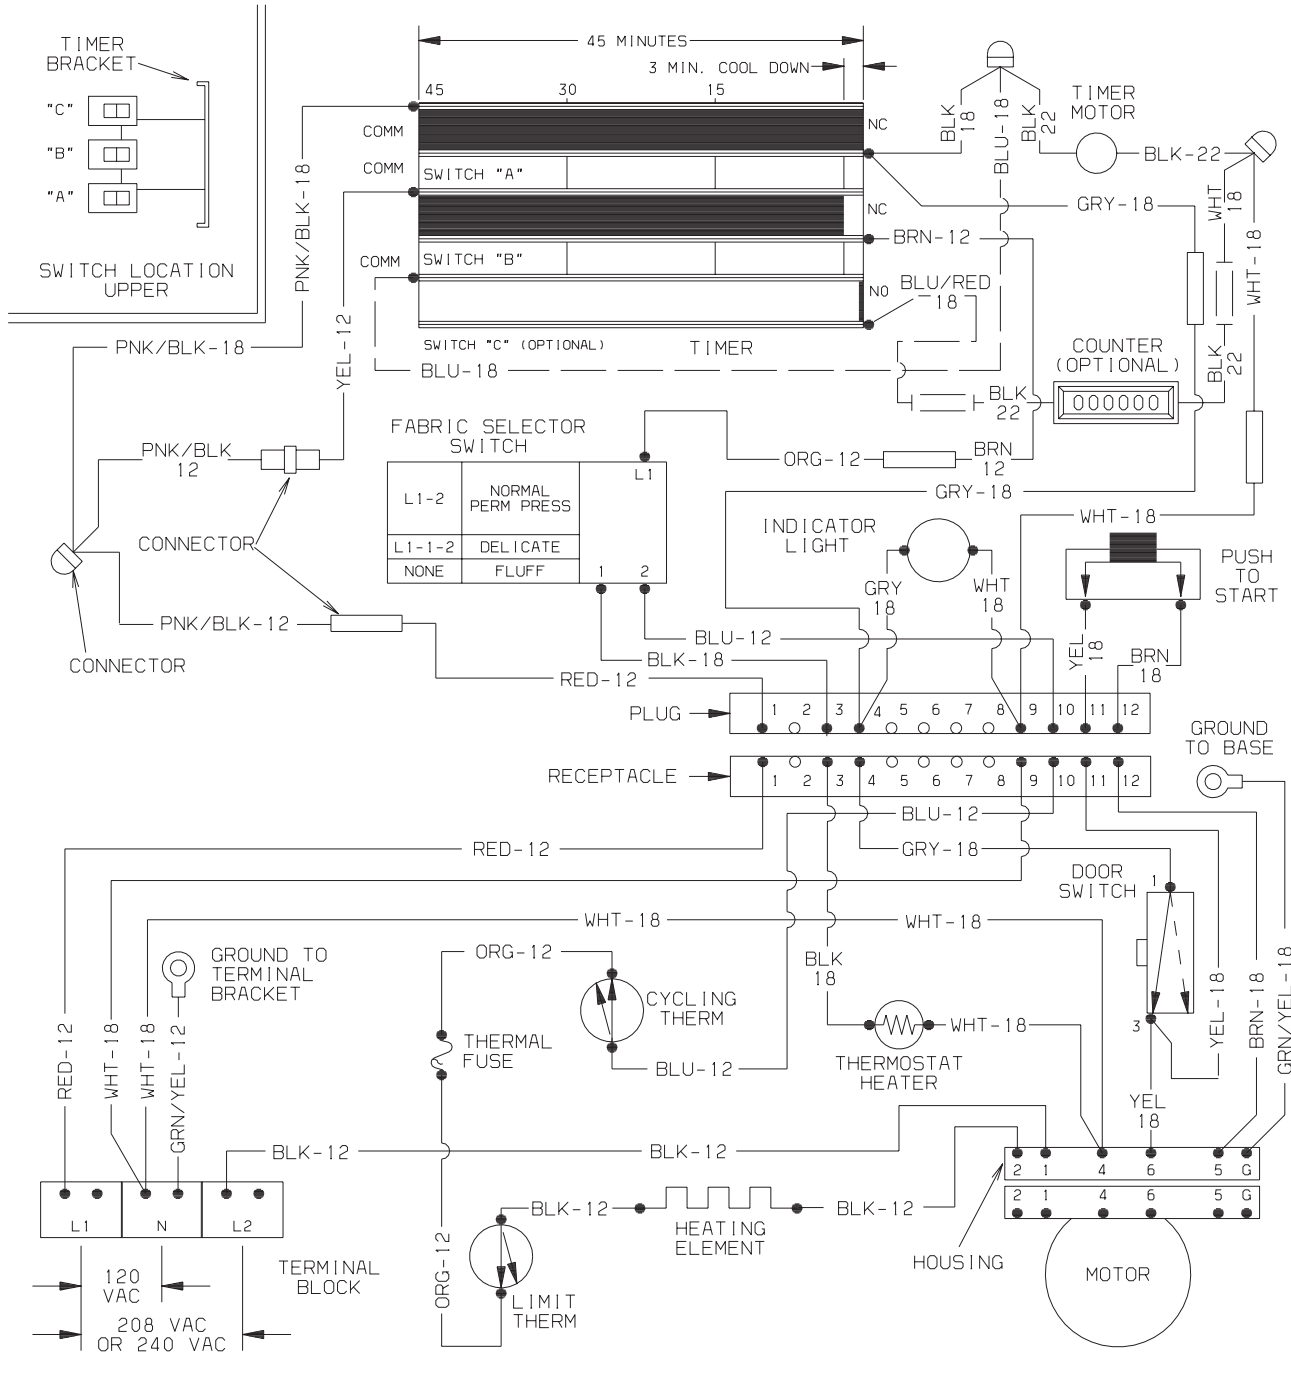 TIMER
BRACKET
"C"
"B"
"A"
SWITCH LOCATION
UPPER
45 MINUTES
3 MIN. COOL DOWN
45
30
15
COMM
NC
COMM
SWITCH "A"
NC
COMM
SWITCH "B"
NO
SWITCH "C" (OPTIONAL)
TIMER
BLU-18
BLK
18
BLU-18
BLK
22
TIMER
MOTOR
BLK-22
GRY-18
WHT
18
WHT-18
BRN-12
BLU/RED
18
PNK/BLK-18
YEL-12
PNK/BLK-18
COUNTER
(OPTIONAL)
000000
BLK
22
BLK
22
FABRIC SELECTOR
SWITCH
L1-2
NORMAL
PERM PRESS
L1-1-2
DELICATE
NONE
FLUFF
L1
1
2
ORG-12
BRN
12
GRY-18
WHT-18
PNK/BLK
12
CONNECTOR
PNK/BLK-12
CONNECTOR
INDICATOR
LIGHT
GRY
18
WHT
18
PUSH
TO
START
YEL
18
BRN
18
BLU-12
BLK-18
RED-12
PLUG
1 2 3 4 5 6 7 8 9 10 11 12
RECEPTACLE
1 2 3 4 5 6 7 8 9 10 11 12
GROUND
TO BASE
BLU-12
RED-12
GRY-18
DOOR
SWITCH
1
3
WHT-18
WHT-18
GROUND TO
TERMINAL
BRACKET
ORG-12
CYCLING
THERM
BLK
18
THERMAL
FUSE
BLU-12
WHT-18
THERMOSTAT
HEATER
YEL-18
BRN-18
GRN/YEL-18
RED-12
WHT-18
WHT-18
GRN/YEL-12
YEL
18
BLK-12
BLK-12
2 1 4 6 5 G
2 1 4 6 5 G
L1
N
L2
TERMINAL
BLOCK
120
VAC
208 VAC
OR 240 VAC
ORG-12
BLK-12
HEATING
ELEMENT
BLK-12
LIMIT
THERM
HOUSING
MOTOR